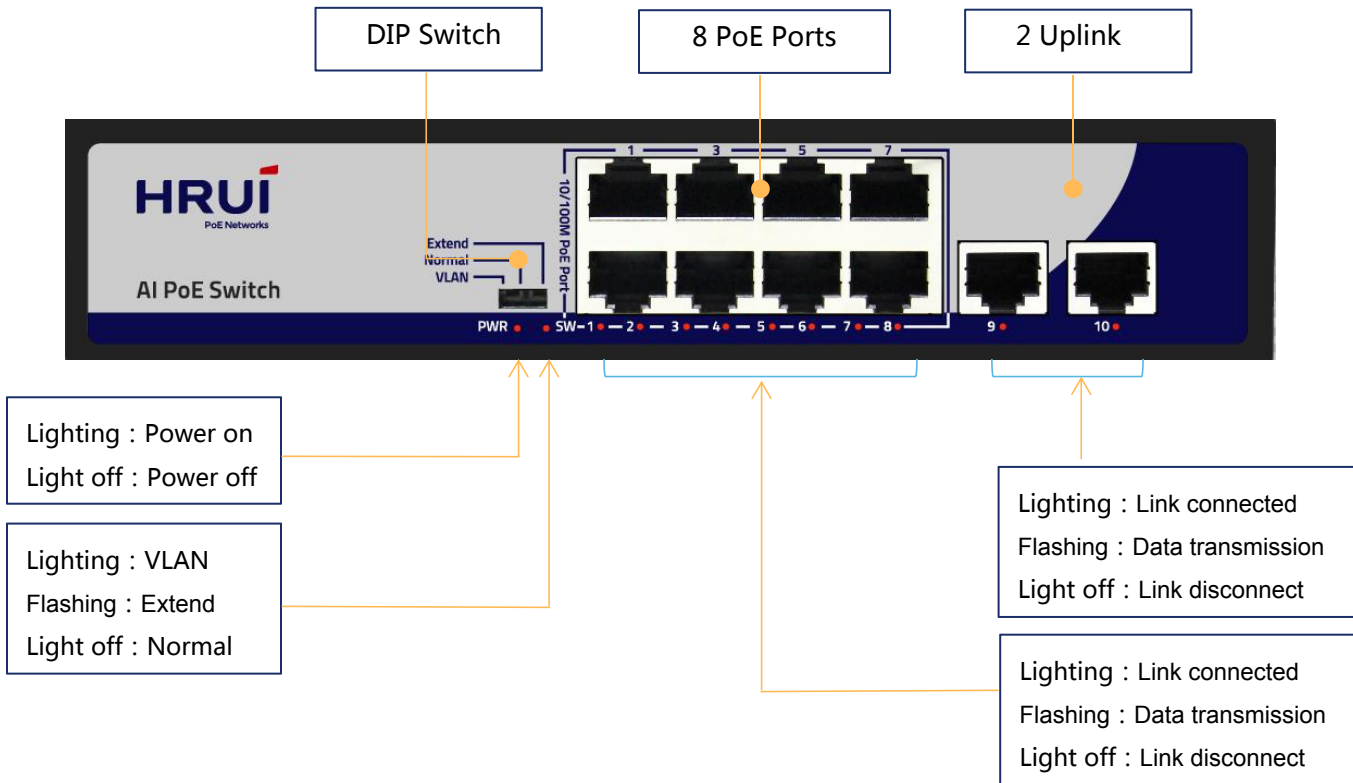 DIP Switch
8 PoE Ports
2 Uplink
1 3 5 7
HRUI
PoE Networks
10/100M PoE Port
Extend
Normal
VLAN
AI PoE Switch
PWR SW 1 2 3 4 5 6 7 8 9 10
Lighting：Power on
Light off：Power off
Lighting：VLAN
Flashing：Extend
Light off：Normal
Lighting：Link connected
Flashing：Data transmission
Light off：Link disconnect
Lighting：Link connected
Flashing：Data transmission
Light off：Link disconnect